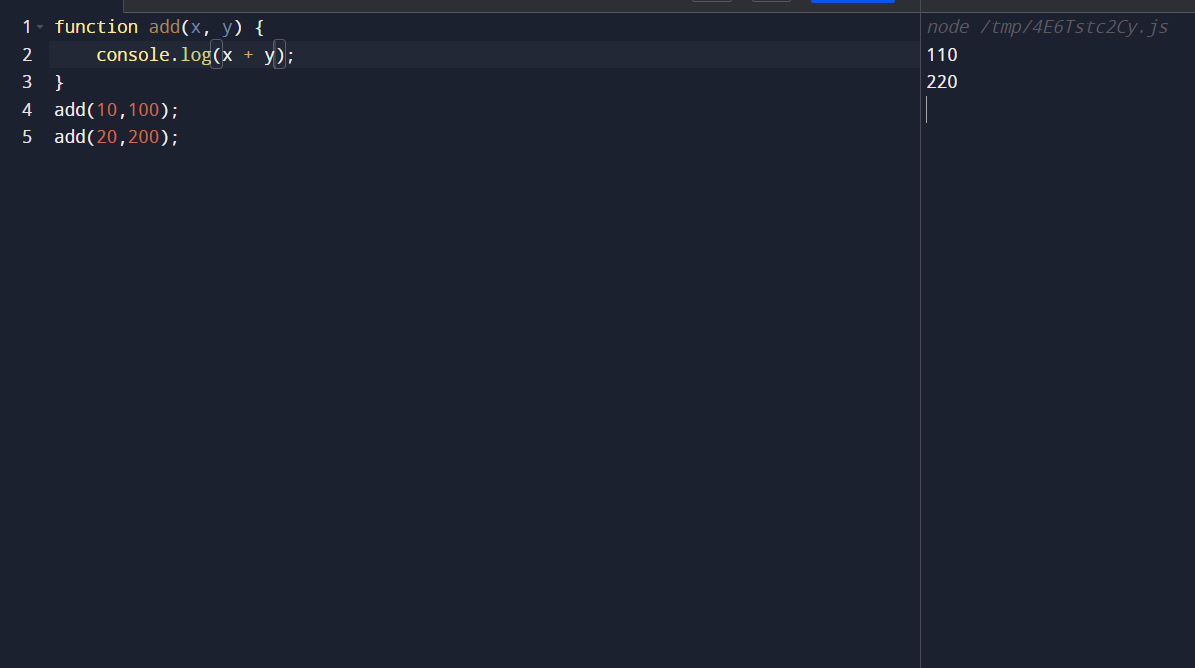 1 function add(x, y) {
2     console.log(x + y);
3 }
4 add(10,100);
5 add(20,200);
node /tmp/4E6Tstc2Cy.js
110
220